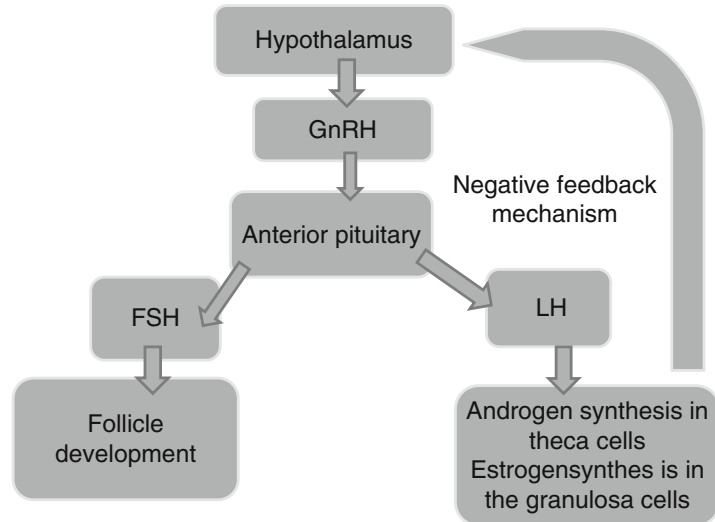 Hypothalamus
GnRH
Negative feedback
mechanism
Anterior pituitary
FSH
LH
Follicle
development
Androgen synthesis in
theca cells
Estrogensynthes is in
the granulosa cells